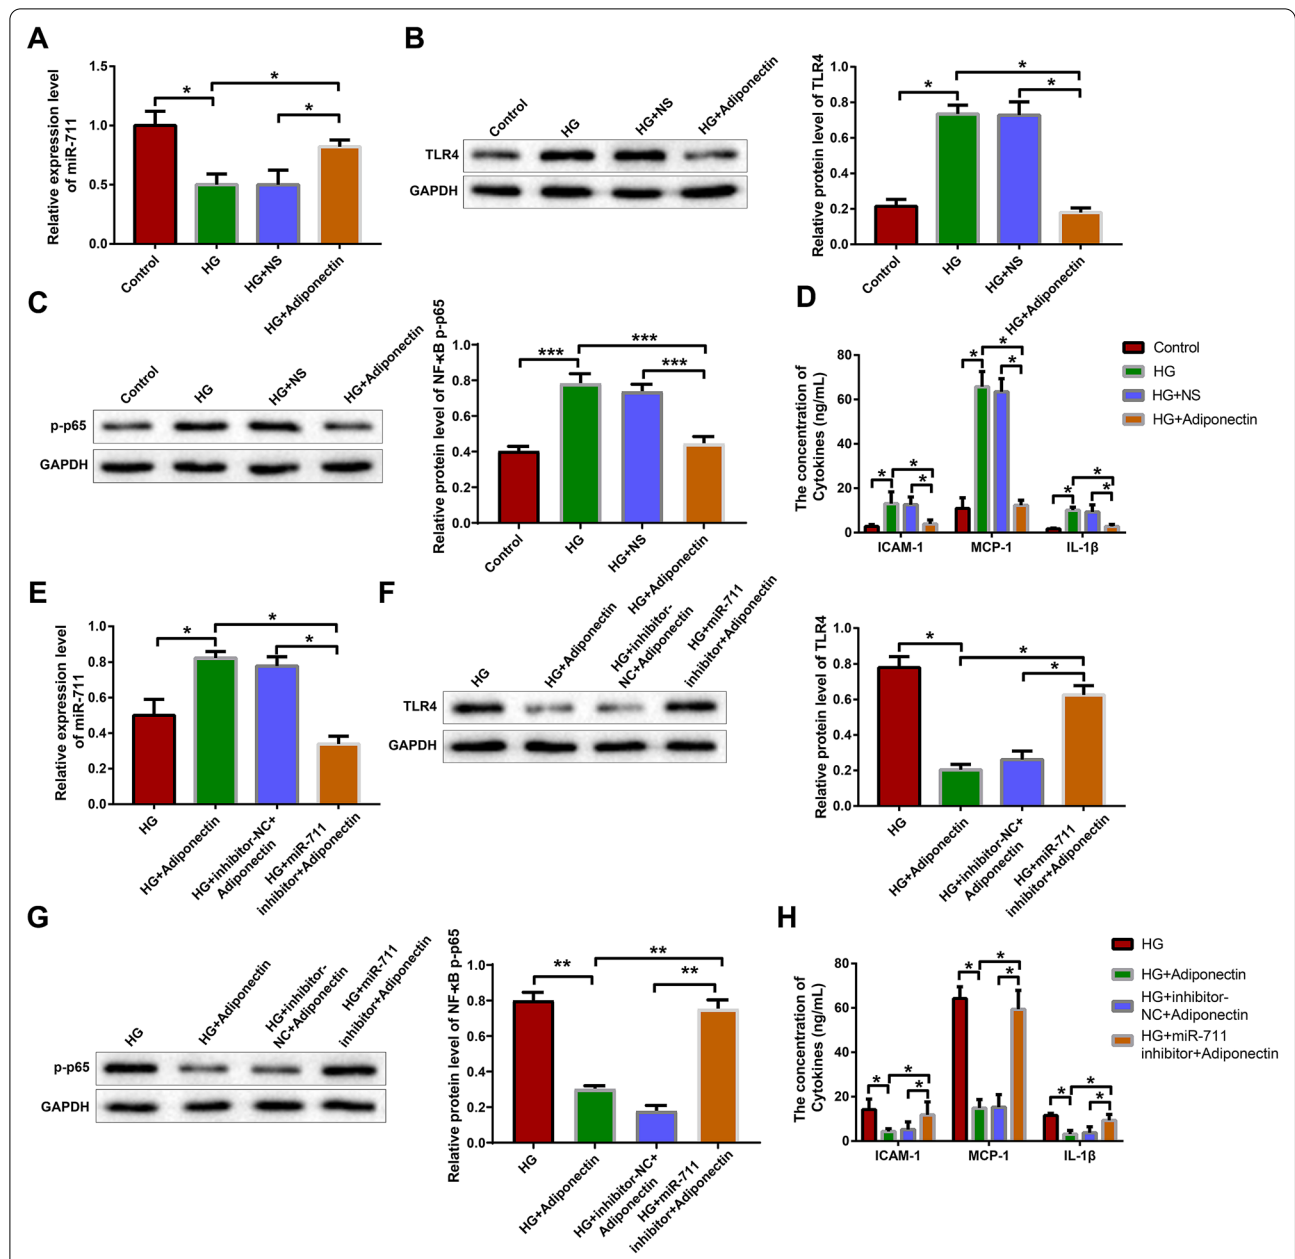 A
Relative expression level
of miR-711
1.5
1.0
0.5
0.0
*
*
*
Control
HG
HG+NS
HG+Adiponectin
B
Control
HG
HG+NS
HG+Adiponectin
TLR4
GAPDH
Relative protein level of TLR4
1.0
0.8
0.6
0.4
0.2
0.0
*
*
*
Control
HG
HG+NS
HG+Adiponectin
C
Control
HG
HG+NS
HG+Adiponectin
p-p65
GAPDH
Relative protein level of NF-κB p-p65
1.0
0.8
0.6
0.4
0.2
0.0
***
***
***
Control
HG
HG+NS
HG+Adiponectin
D
The concentration of
Cytokines (ng/mL)
80
60
40
20
0
*
*
*
*
*
*
*
*
*
ICAM-1
MCP-1
IL-1β
Control
HG
HG+NS
HG+Adiponectin
E
Relative expression level
of miR-711
1.0
0.8
0.6
0.4
0.2
0.0
*
*
*
HG
HG+Adiponectin
HG+inhibitor-NC+
Adiponectin
HG+miR-711
inhibitor+Adiponectin
F
HG
HG+Adiponectin
HG+inhibitor-
NC+Adiponectin
HG+miR-711
inhibitor+Adiponectin
TLR4
GAPDH
Relative protein level of TLR4
1.0
0.8
0.6
0.4
0.2
0.0
*
*
*
HG
HG+Adiponectin
HG+inhibitor-NC+
Adiponectin
HG+miR-711
inhibitor+Adiponectin
G
HG
HG+Adiponectin
HG+inhibitor-
NC+Adiponectin
HG+miR-711
inhibitor+Adiponectin
p-p65
GAPDH
Relative protein level of NF-κB p-p65
1.0
0.8
0.6
0.4
0.2
0.0
**
**
**
HG
HG+Adiponectin
HG+inhibitor-NC+
Adiponectin
HG+miR-711
inhibitor+Adiponectin
H
The concentration of
Cytokines (ng/mL)
80
60
40
20
0
*
*
*
*
*
*
*
*
*
ICAM-1
MCP-1
IL-1β
HG
HG+Adiponectin
HG+inhibitor-
NC+Adiponectin
HG+miR-711
inhibitor+Adiponectin